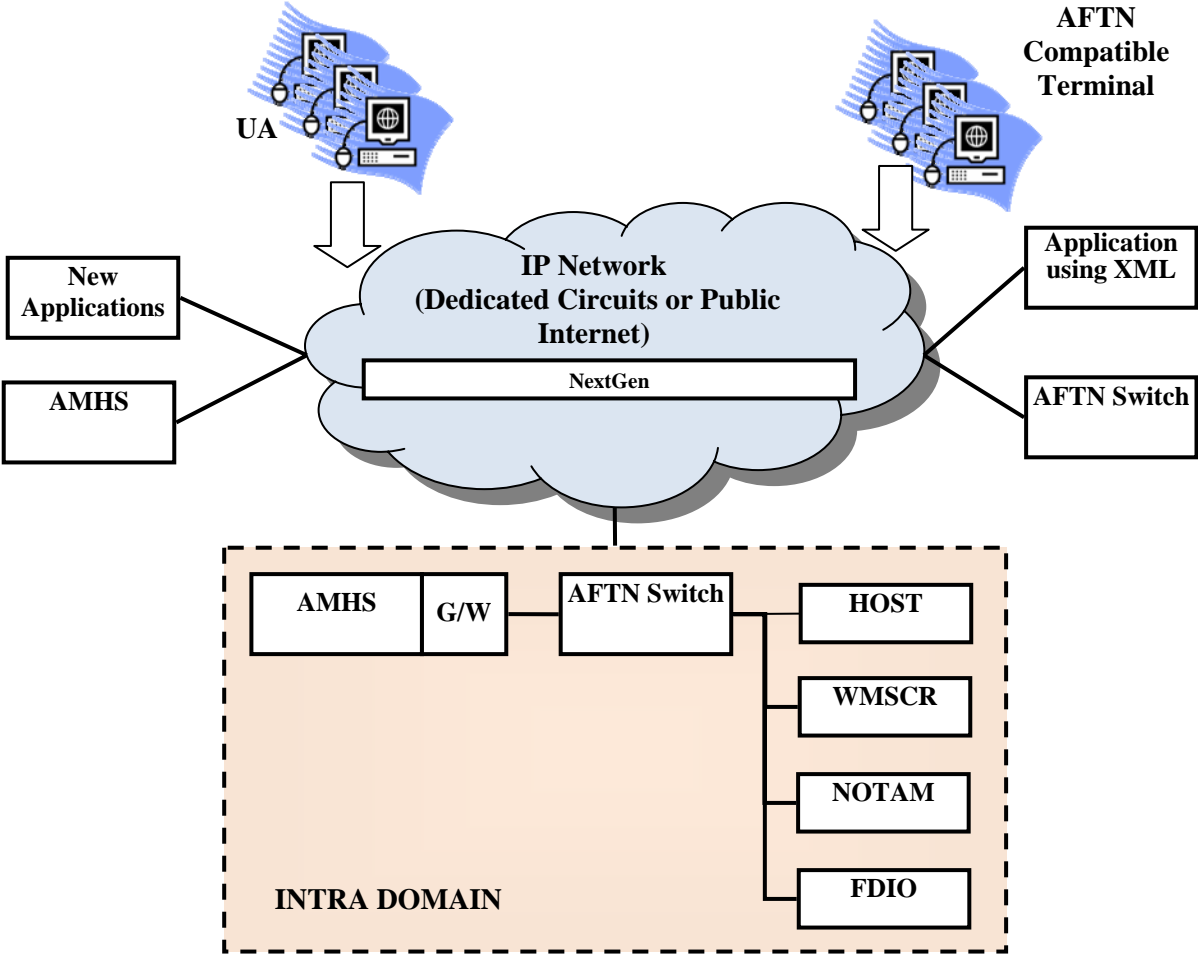 AFTN
Compatible
Terminal
UA
New
Applications
IP Network
(Dedicated Circuits or Public
Internet)
Application
using XML
NextGen
AMHS
AFTN Switch
AMHS
G/W
AFTN Switch
HOST
WMSCR
NOTAM
FDIO
INTRA DOMAIN